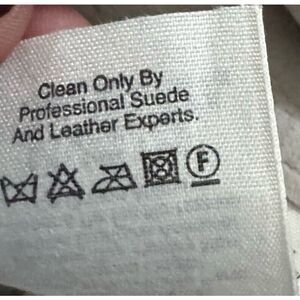 Clean Only By
Professional Suede
And Leather Experts.
F